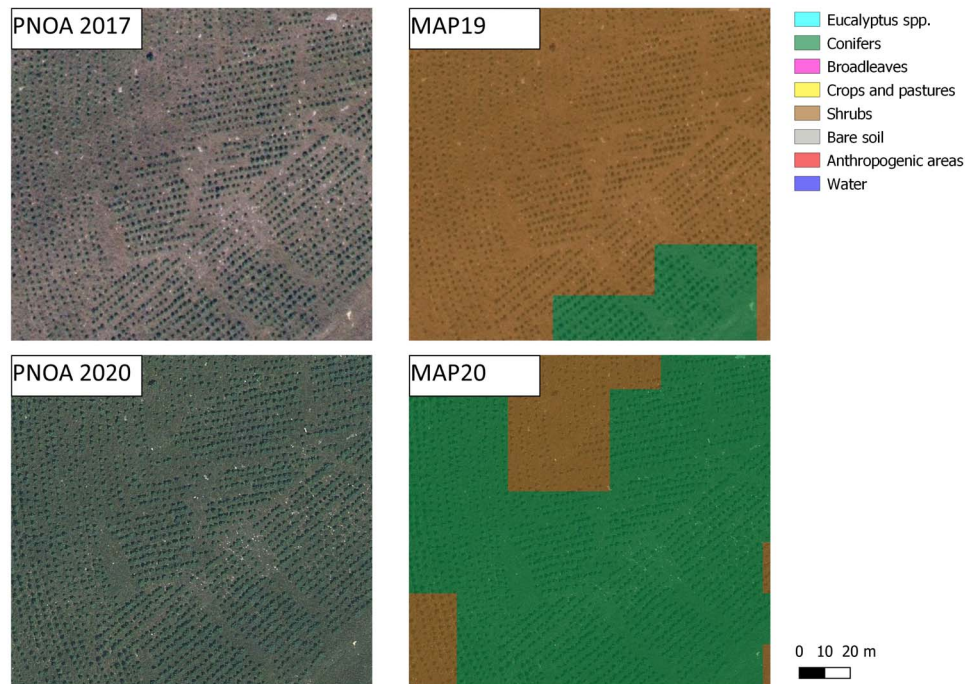 PNOA 2017
MAP19
Eucalyptus spp.
Conifers
Broadleaves
Crops and pastures
Shrubs
Bare soil
Anthropogenic areas
Water
PNOA 2020
MAP20
0 10 20 m